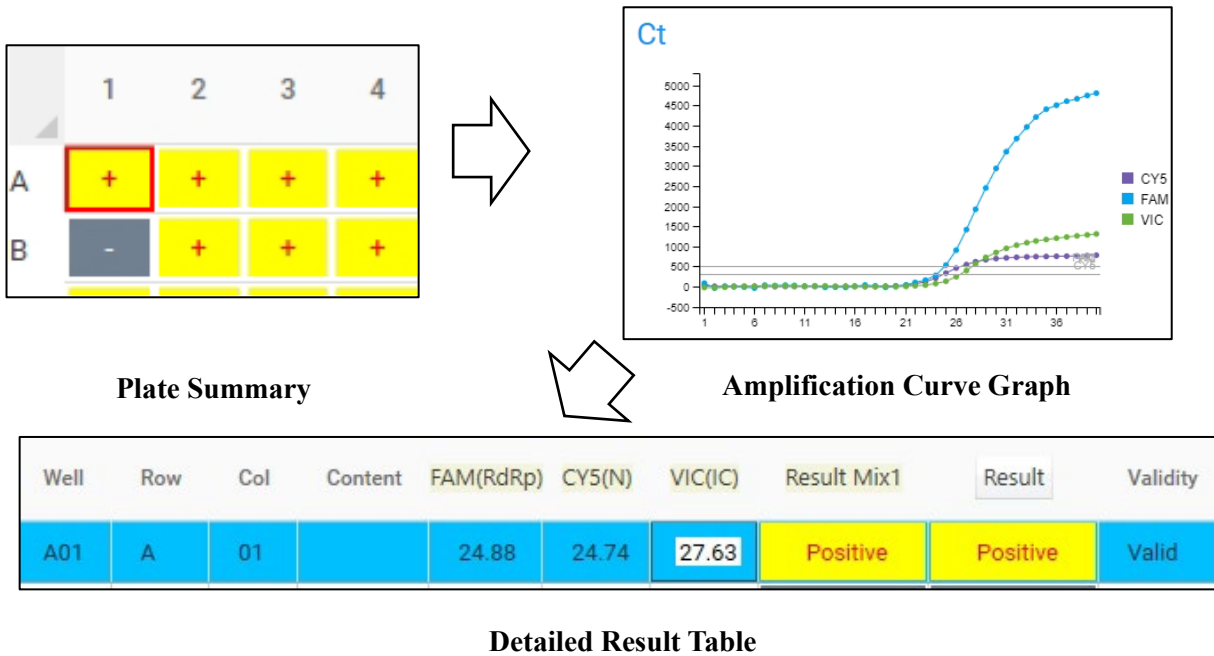 1 2 3 4
A + + + +
B - + + +
Plate Summary
Ct
5000
4500
4000
3500
3000
2500
2000
1500
1000
500
0
-500
1 6 11 16 21 26 31 36
CY5
FAM
VIC
CY5
Amplification Curve Graph
Well Row Col Content FAM(RdRp) CY5(N) VIC(IC) Result Mix1 Result Validity
A01 A 01 24.88 24.74 27.63 Positive Positive Valid
Detailed Result Table